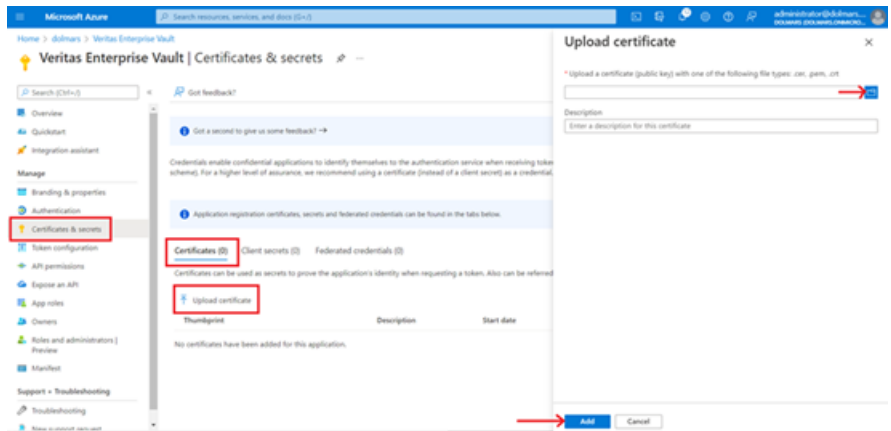 Microsoft Azure
Search resources, services, and docs (G+/)
administrator@dolmars...
Home > dolmars > Veritas Enterprise Vault
Veritas Enterprise Vault | Certificates & secrets
Search (Ctrl+/)
Got feedback?
Overview
Quickstart
Integration assistant
Manage
Branding & properties
Authentication
Certificates & secrets
Token configuration
API permissions
Expose an API
App roles
Owners
Roles and administrators |
Preview
Manifest
Support + Troubleshooting
Troubleshooting
New support request
Got a second to give us some feedback? →
Credentials enable confidential applications to identify themselves to the authentication service when receiving token
scheme). For a higher level of assurance, we recommend using a certificate (instead of a client secret) as a credential.
Application registration certificates, secrets and federated credentials can be found in the tabs below.
Certificates (0)
Client secrets (0)
Federated credentials (0)
Certificates can be used as secrets to prove the application's identity when requesting a token. Also can be referred
Upload certificate
Thumbprint
Description
Start date
No certificates have been added for this application.
Upload certificate
* Upload a certificate (public key) with one of the following file types: .cer, .pem, .crt
Description
Enter a description for this certificate
Add
Cancel